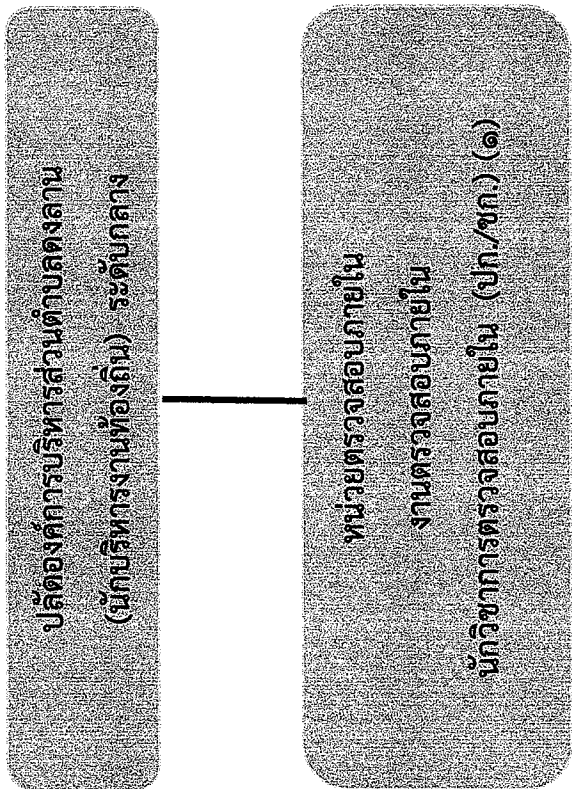 ปลัดองค์การบริหารส่วนตำบลดงลาน
(นักบริหารงานท้องถิ่น) ระดับกลาง
หน่วยตรวจสอบภายใน
งานตรวจสอบภายใน
นักวิชาการตรวจสอบภายใน (ปก./ชก.) (๑)